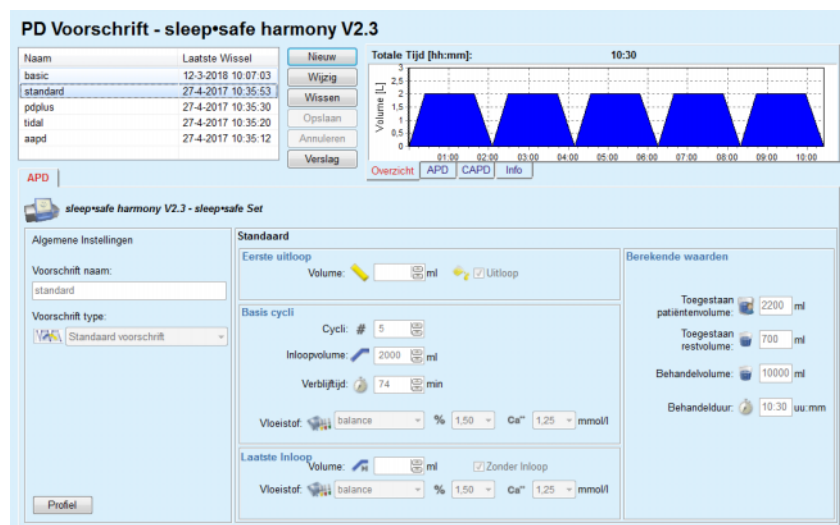 PD Voorschrift - sleep•safe harmony V2.3
Naam Laatste Wissel
basic 12-3-2018 10:07:03
standard 27-4-2017 10:35:53
pdplus 27-4-2017 10:35:30
tidal 27-4-2017 10:35:20
aapd 27-4-2017 10:35:12
Nieuw
Wijzig
Wissen
Opslaan
Annuleren
Verslag
Totale Tijd [hh:mm]: 10:30
Volume [L]
3
2,5
2
1,5
1
0,5
0
01:00 02:00 03:00 04:00 05:00 06:00 07:00 08:00 09:00 10:00
Overzicht APD CAPD Info
APD
sleep•safe harmony V2.3 - sleep•safe Set
Algemene Instellingen
Voorschrift naam:
standard
Voorschrift type:
Standaard voorschrift
Profiel
Standaard
Eerste uitloop
Volume: ml Uitloop
Basis cycli
Cycli: # 5
Inloopvolume: 2000 ml
Verblijftijd: 74 min
Vloeistof: balance % 1,50 Ca⁺⁺ 1,25 mmol/l
Laatste Inloop
Volume: ml Zonder Inloop
Vloeistof: balance % 1,50 Ca⁺⁺ 1,25 mmol/l
Berekende waarden
Toegestaan
patiëntenvolume: 2200 ml
Toegestaan
restvolume: 700 ml
Behandelvolume: 10000 ml
Behandelduur: 10:30 uu:mm